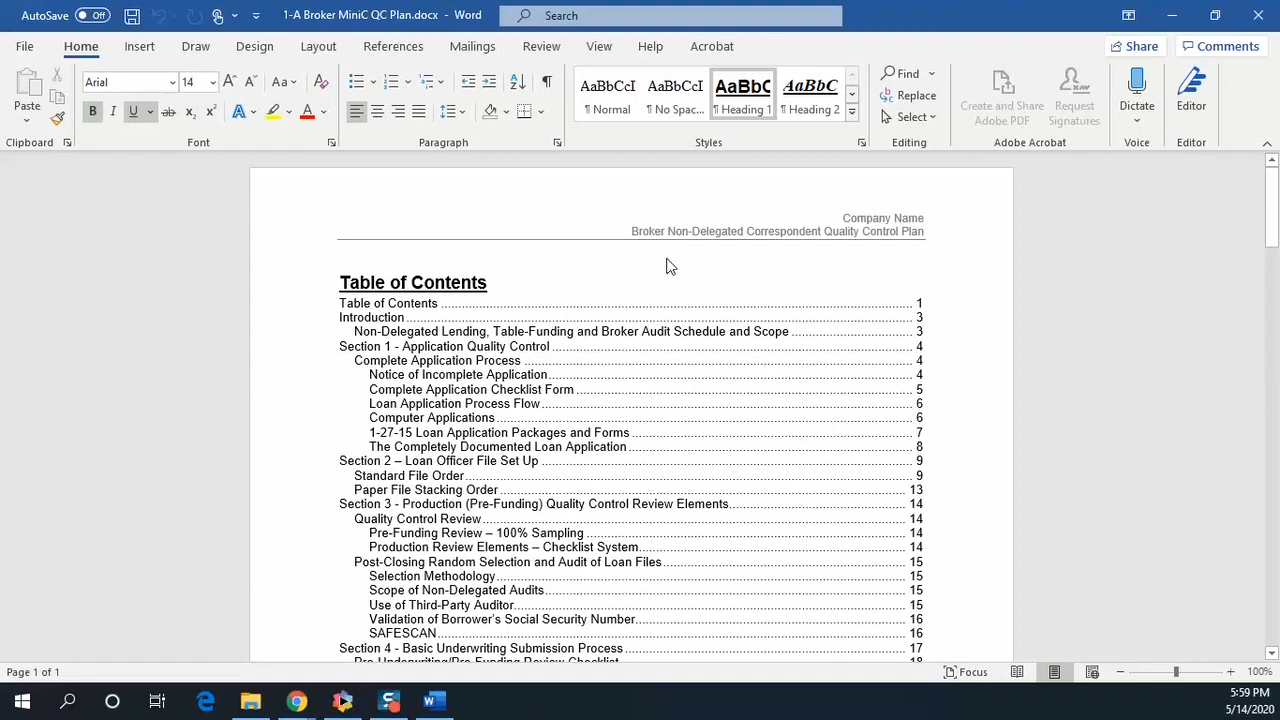 AutoSave Off 1-A Broker MiniC QC Plan.docx - Word Search
File Home Insert Draw Design Layout References Mailings Review View Help Acrobat Share Comments
Paste Arial 14 Aa AaBbCcI AaBbCcI AaBbC AaBbC Find Create and Share Request Dictate Editor
¶ Normal ¶ No Spac... ¶ Heading 1 ¶ Heading 2 Replace Adobe PDF Signatures
Select
Clipboard Font Paragraph Styles Editing Adobe Acrobat Voice Editor
Company Name
Broker Non-Delegated Correspondent Quality Control Plan
Table of Contents
Table of Contents 1
Introduction 3
Non-Delegated Lending, Table-Funding and Broker Audit Schedule and Scope 3
Section 1 - Application Quality Control 4
Complete Application Process 4
Notice of Incomplete Application 4
Complete Application Checklist Form 5
Loan Application Process Flow 6
Computer Applications 6
1-27-15 Loan Application Packages and Forms 7
The Completely Documented Loan Application 8
Section 2 – Loan Officer File Set Up 9
Standard File Order 9
Paper File Stacking Order 13
Section 3 - Production (Pre-Funding) Quality Control Review Elements 14
Quality Control Review 14
Pre-Funding Review – 100% Sampling 14
Production Review Elements – Checklist System 14
Post-Closing Random Selection and Audit of Loan Files 15
Selection Methodology 15
Scope of Non-Delegated Audits 15
Use of Third-Party Auditor 15
Validation of Borrower's Social Security Number 16
SAFESCAN 16
Section 4 - Basic Underwriting Submission Process 17
Pre-Underwriting/Pre-Funding Review Checklist 18
Page 1 of 1 Focus 100%
5:59 PM
5/14/2020